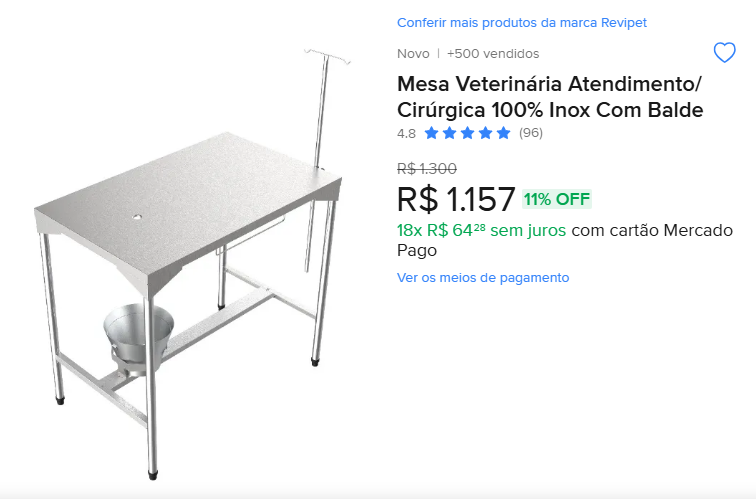 Conferir mais produtos da marca Revipet
Novo | +500 vendidos
Mesa Veterinária Atendimento/
Cirúrgica 100% Inox Com Balde
4.8 (96)
R$ 1.300
R$ 1.157 11% OFF
18x R$ 64²⁸ sem juros com cartão Mercado
Pago
Ver os meios de pagamento